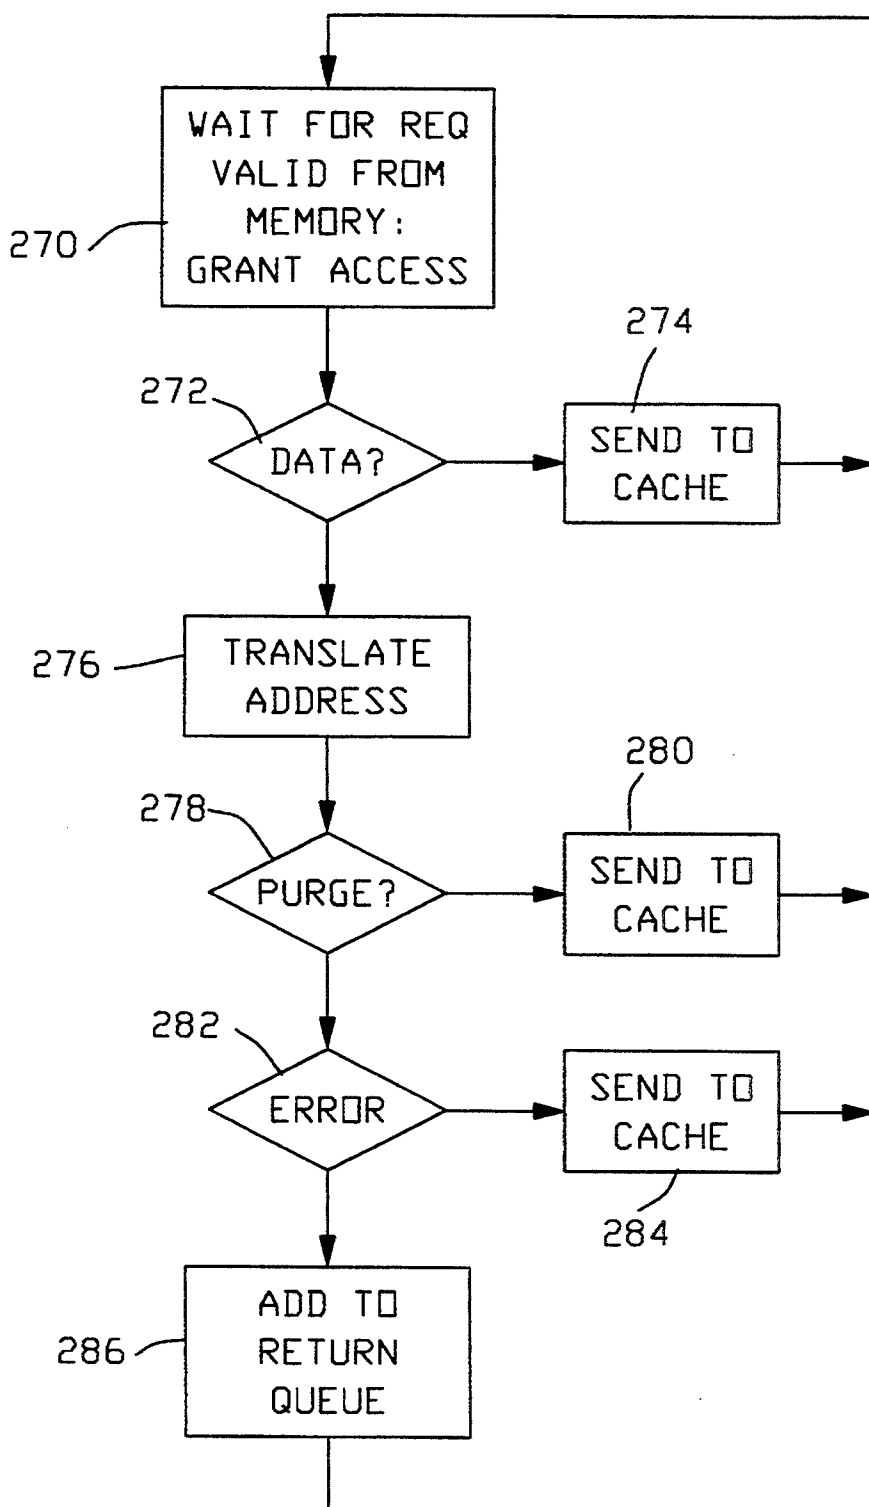 WAIT FOR REQ
VALID FROM
MEMORY:
GRANT ACCESS
270
274
272
DATA?
SEND TO
CACHE
276
TRANSLATE
ADDRESS
280
278
PURGE?
SEND TO
CACHE
282
ERROR
SEND TO
CACHE
284
286
ADD TO
RETURN
QUEUE